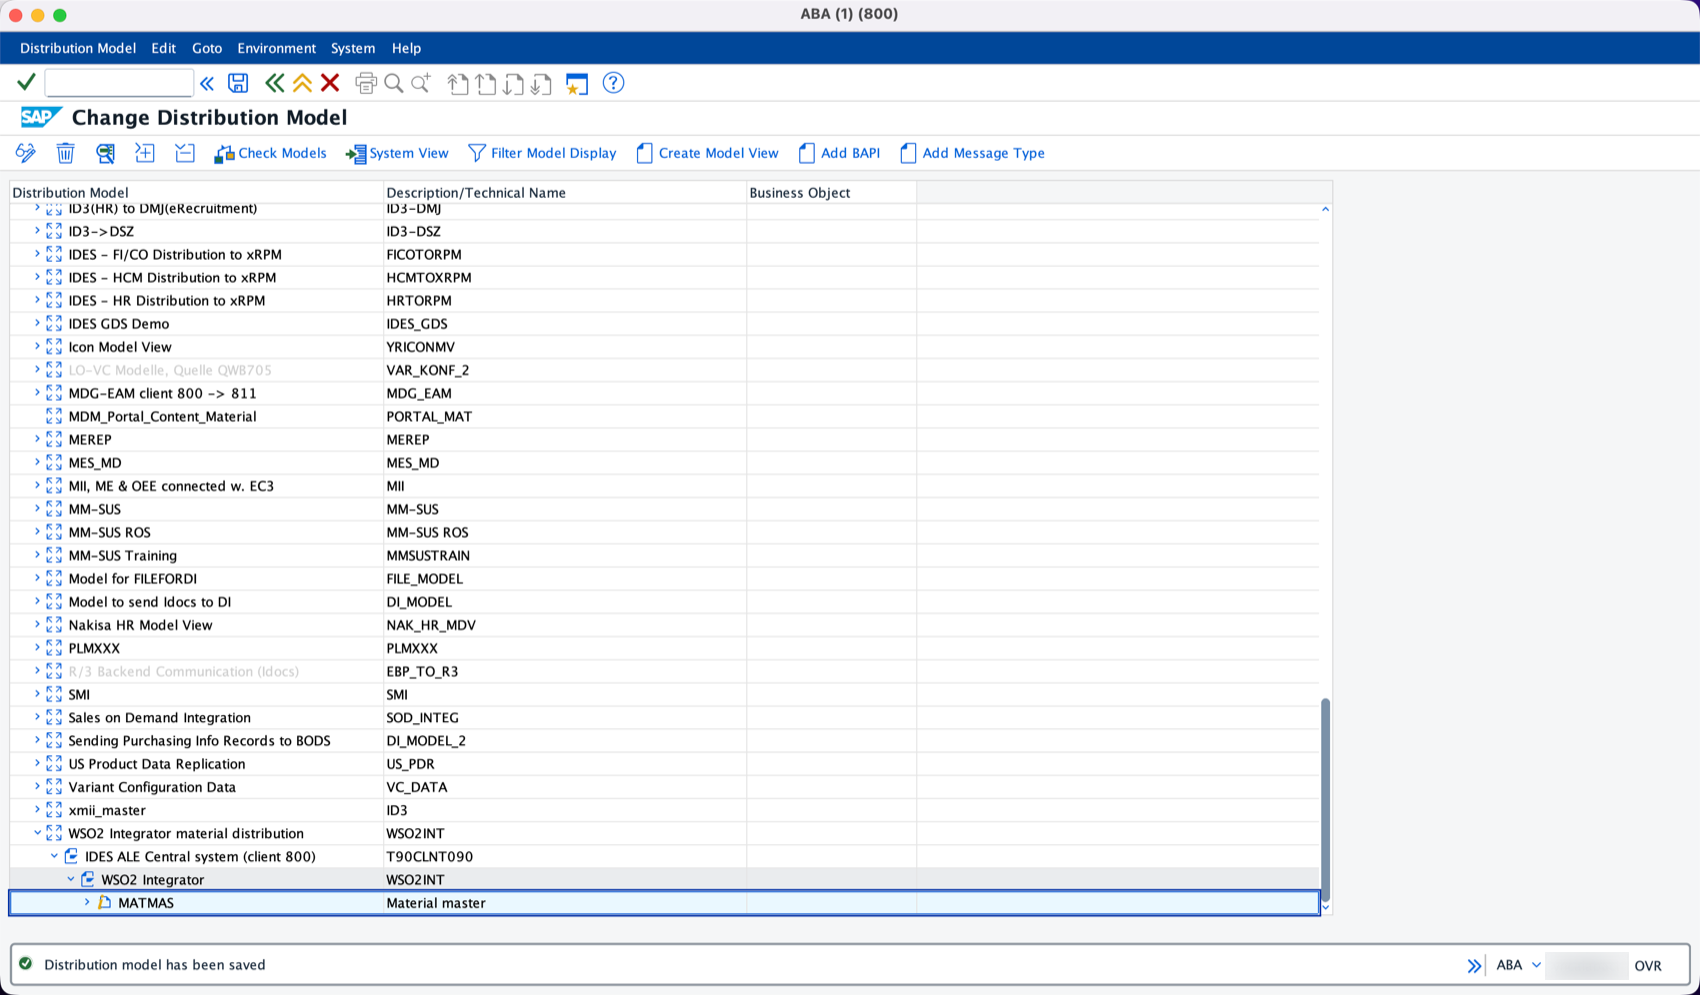 ABA (1) (800)
Distribution Model Edit Goto Environment System Help
SAP Change Distribution Model
Check Models System View Filter Model Display Create Model View Add BAPI Add Message Type
Distribution Model Description/Technical Name Business Object
ID3(HR) to DMJ(eRecruitment) ID3-DMJ
ID3->DSZ ID3-DSZ
IDES - FI/CO Distribution to xRPM FICOTORPM
IDES - HCM Distribution to xRPM HCMTOXRPM
IDES - HR Distribution to xRPM HRTORPM
IDES GDS Demo IDES_GDS
Icon Model View YRICONMV
LO-VC Modelle, Quelle QWB705 VAR_KONF_2
MDG-EAM client 800 -> 811 MDG_EAM
MDM_Portal_Content_Material PORTAL_MAT
MEREP MEREP
MES_MD MES_MD
MII, ME & OEE connected w. EC3 MII
MM-SUS MM-SUS
MM-SUS ROS MM-SUS ROS
MM-SUS Training MMSUSTRAIN
Model for FILEFORDI FILE_MODEL
Model to send Idocs to DI DI_MODEL
Nakisa HR Model View NAK_HR_MDV
PLMXXX PLMXXX
R/3 Backend Communication (Idocs) EBP_TO_R3
SMI SMI
Sales on Demand Integration SOD_INTEG
Sending Purchasing Info Records to BODS DI_MODEL_2
US Product Data Replication US_PDR
Variant Configuration Data VC_DATA
xmii_master ID3
WSO2 Integrator material distribution WSO2INT
IDES ALE Central system (client 800) T90CLNT090
WSO2 Integrator WSO2INT
MATMAS Material master
Distribution model has been saved ABA OVR